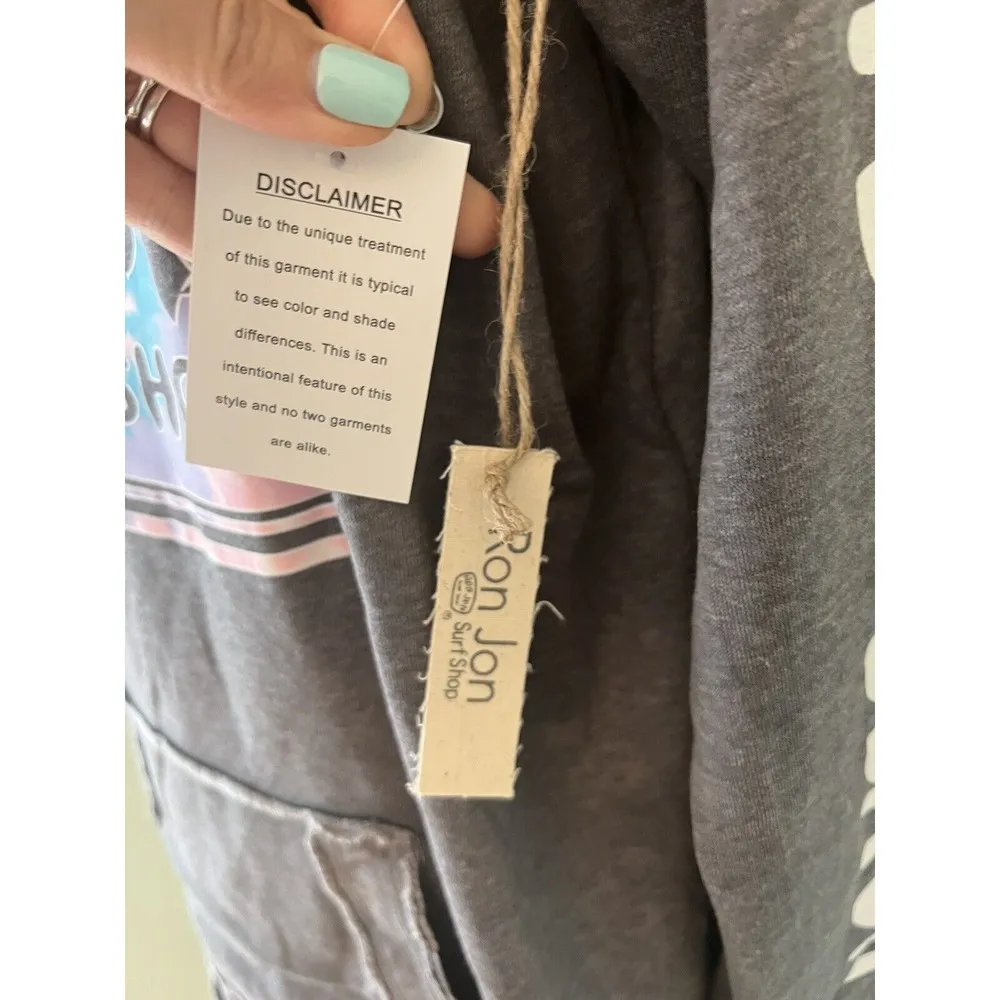 DISCLAIMER
Due to the unique treatment
of this garment it is typical
to see color and shade
differences. This is an
intentional feature of this
style and no two garments
are alike.
Ron Jon
Surf Shop
®